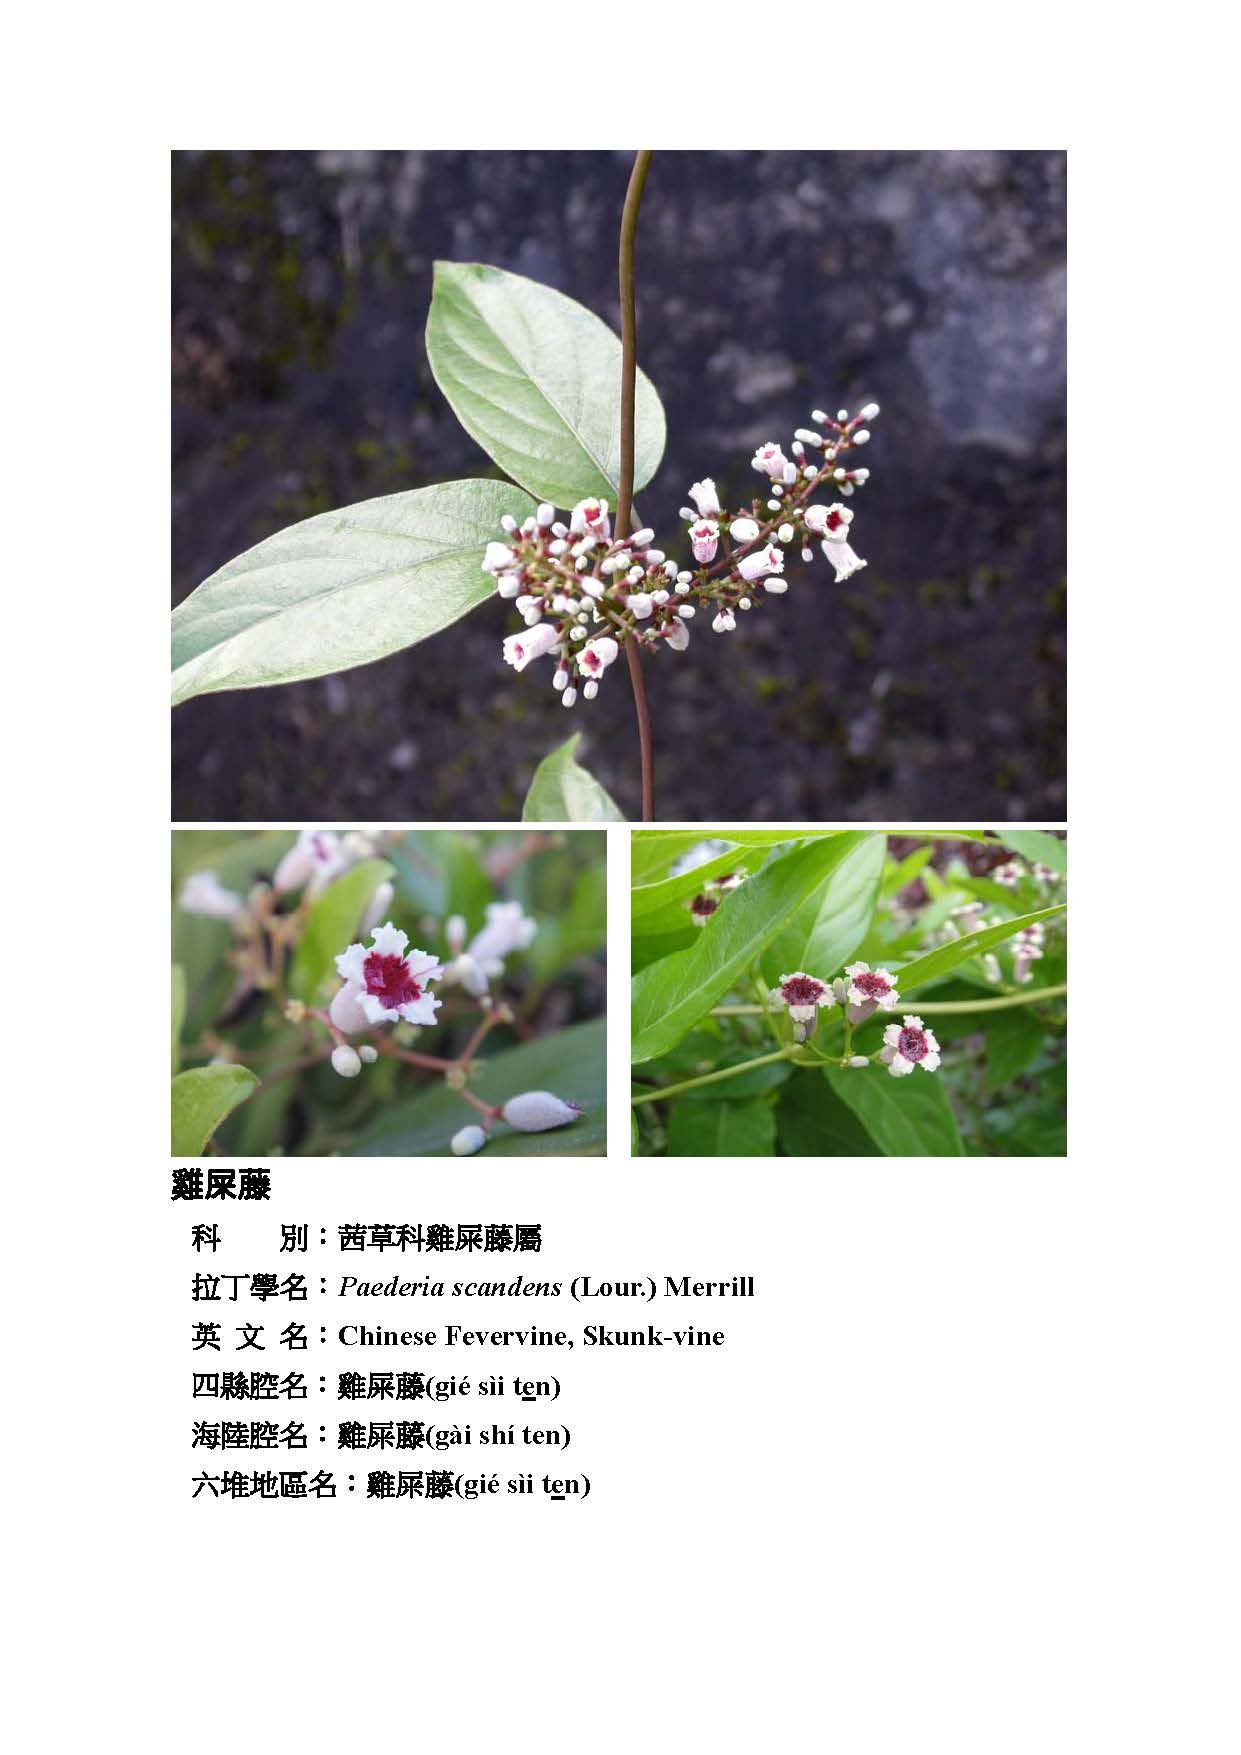 雞屎藤
科　　別：茜草科雞屎藤屬
拉丁學名：Paederia scandens (Lour.) Merrill
英 文 名：Chinese Fevervine, Skunk-vine
四縣腔名：雞屎藤(gié sìi ten)
海陸腔名：雞屎藤(gài shí ten)
六堆地區名：雞屎藤(gié sìi ten)